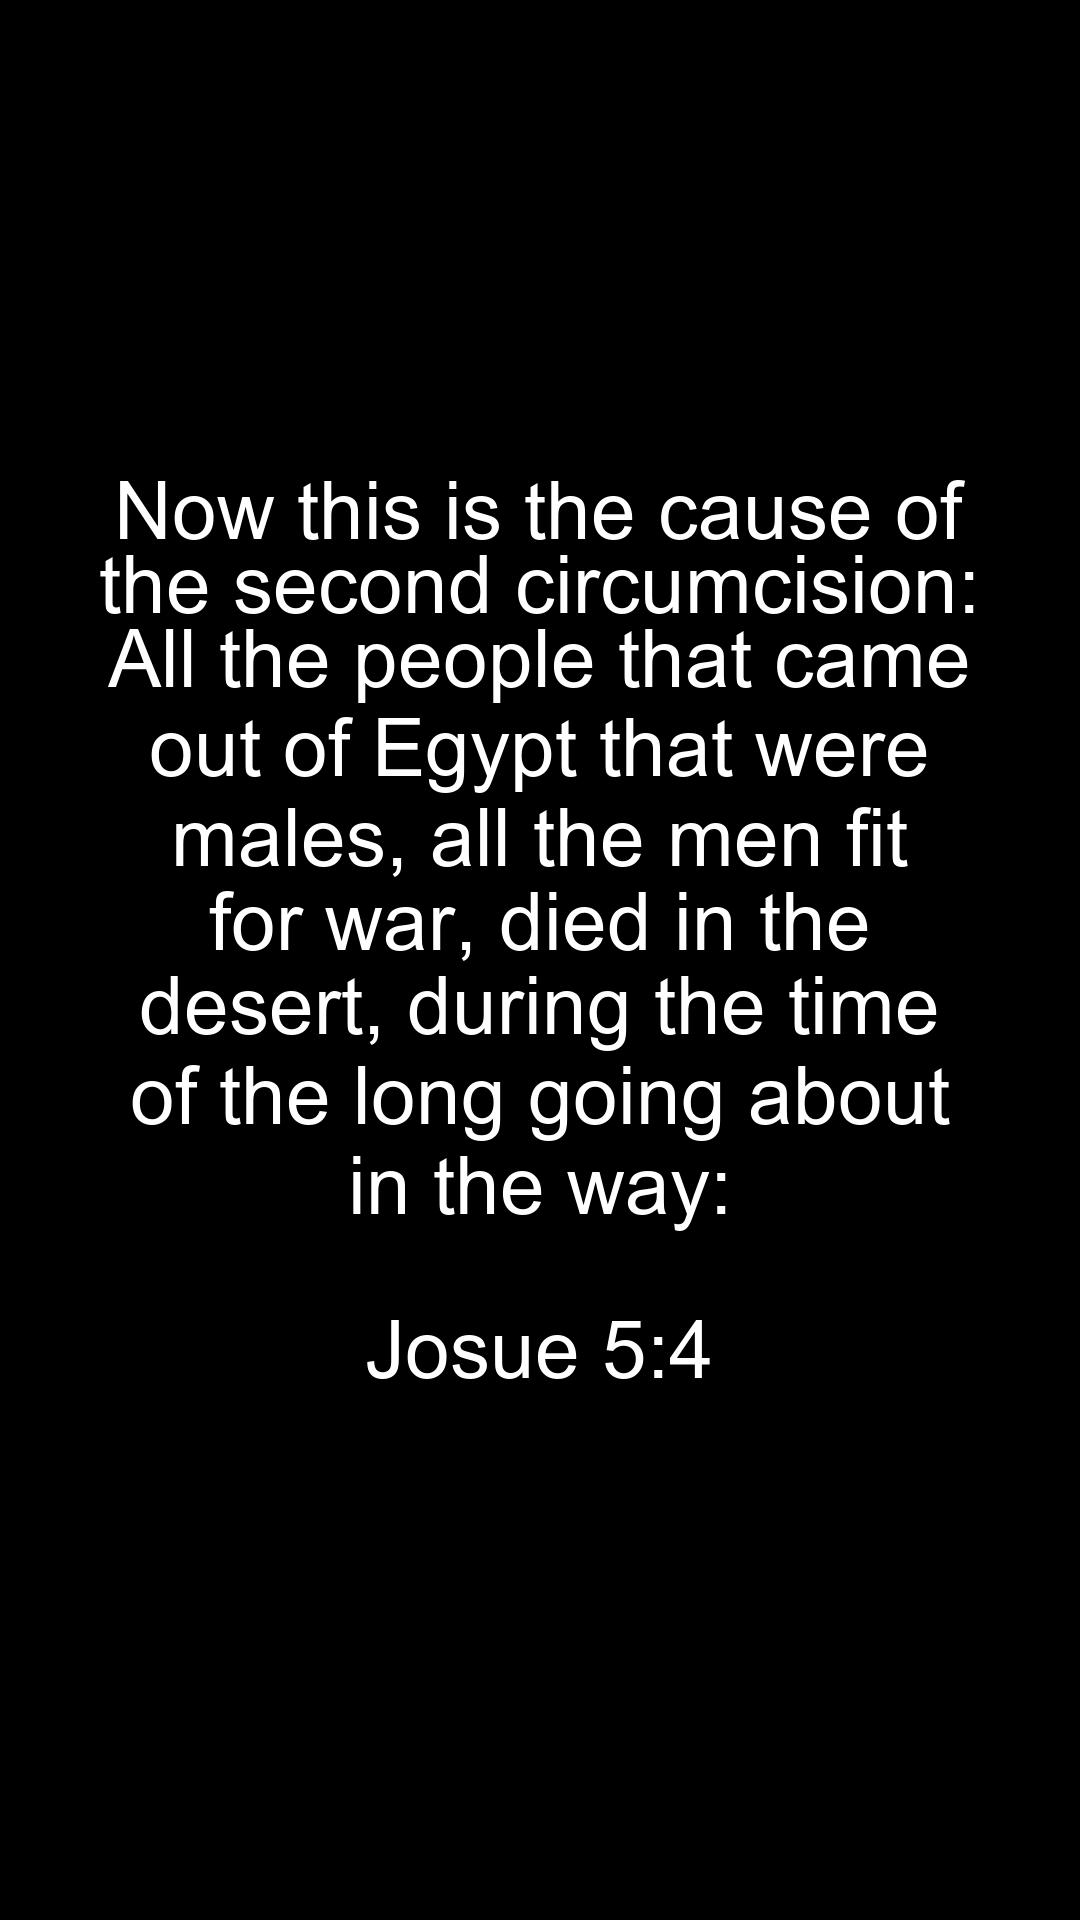 Now this is the cause of
the second circumcision:
All the people that came
out of Egypt that were
males, all the men fit
for war, died in the
desert, during the time
of the long going about
in the way:
Josue 5:4